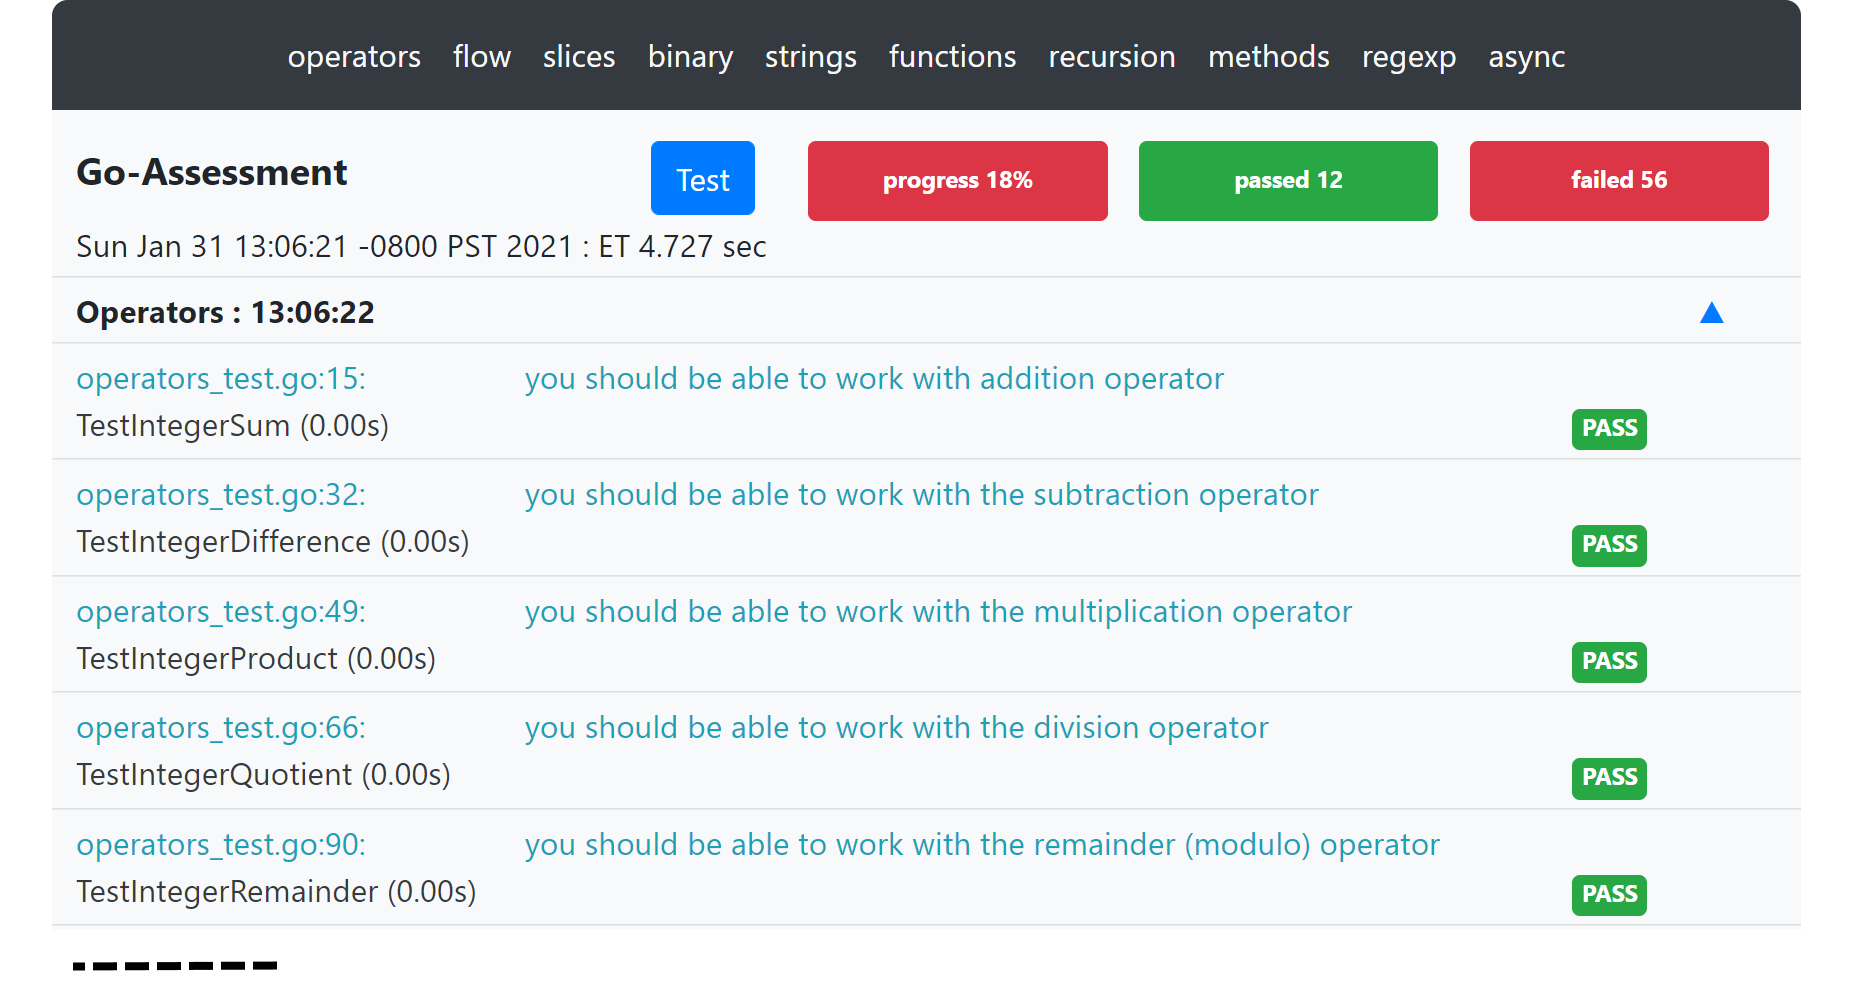 operators flow slices binary strings functions recursion methods regexp async
Go-Assessment
Test
progress 18%
passed 12
failed 56
Sun Jan 31 13:06:21 -0800 PST 2021 : ET 4.727 sec
Operators : 13:06:22 ▲
operators_test.go:15: you should be able to work with addition operator
TestIntegerSum (0.00s) PASS
operators_test.go:32: you should be able to work with the subtraction operator
TestIntegerDifference (0.00s) PASS
operators_test.go:49: you should be able to work with the multiplication operator
TestIntegerProduct (0.00s) PASS
operators_test.go:66: you should be able to work with the division operator
TestIntegerQuotient (0.00s) PASS
operators_test.go:90: you should be able to work with the remainder (modulo) operator
TestIntegerRemainder (0.00s) PASS